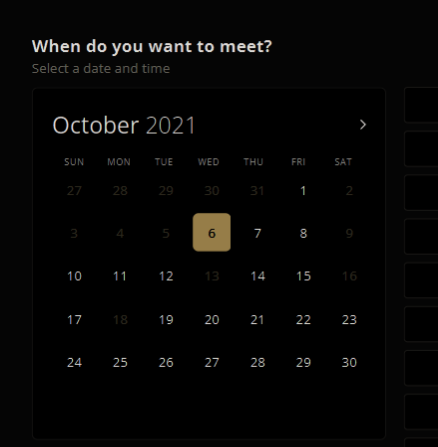 When do you want to meet?
Select a date and time
October 2021
SUN MON TUE WED THU FRI SAT
27 28 29 30 31 1 2
3 4 5 6 7 8 9
10 11 12 13 14 15 16
17 18 19 20 21 22 23
24 25 26 27 28 29 30